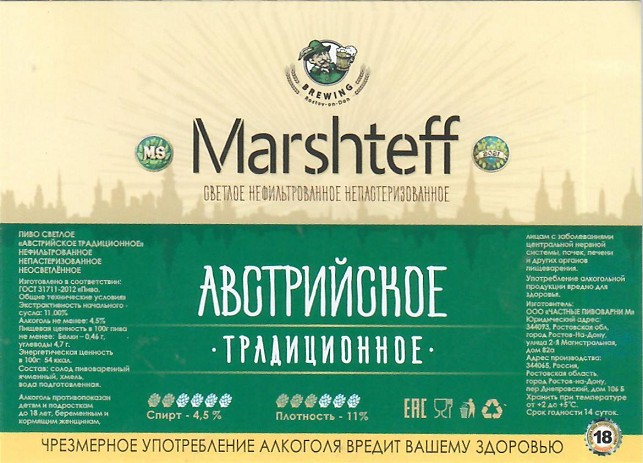 BREWING
Rostov-on-Don
Marshteff
MS
СВЕТЛОЕ НЕФИЛЬТРОВАННОЕ НЕПАСТЕРИЗОВАННОЕ
ПИВО СВЕТЛОЕ
«АВСТРИЙСКОЕ ТРАДИЦИОННОЕ»
НЕФИЛЬТРОВАННОЕ
НЕПАСТЕРИЗОВАННОЕ
НЕОСВЕТЛЁННОЕ
Изготовлено в соответствии:
ГОСТ 31711-2012 «Пиво.
Общие технические условия»
Экстрактивность начального -
сусла: 11.00%
Алкоголь не менее: 4,5%
Пищевая ценность в 100г пива
не менее: Белки – 0,46 г,
углеводы 4,7 г.
Энергетическая ценность
в 100г: 54 ккал.
Состав: солод пивоваренный
ячменный, хмель,
вода подготовленная.
Алкоголь противопоказан
детям и подросткам
до 18 лет, беременным и
кормящим женщинам,
АВСТРИЙСКОЕ
·ТРАДИЦИОННОЕ·
Спирт - 4,5 %
Плотность - 11%
лицам с заболеваниями
центральной нервной
системы, почек, печени
и других органов
пищеварения.
Употребление алкогольной
продукции вредно для
здоровья.
Изготовитель:
ООО «ЧАСТНЫЕ ПИВОВАРНИ.М»
Юридический адрес:
344093, Ростовская обл,
город Ростов-На-Дону,
улица 2-Я Магистральная,
дом 82а
Адрес производства:
344065, Россия,
Ростовская область,
город Ростов-на-Дону,
пер Днепровский, дом 106 Б
Хранить при температуре
от +2 до +5°С.
Срок годности 14 суток.
ЕАС
18
ЧРЕЗМЕРНОЕ УПОТРЕБЛЕНИЕ АЛКОГОЛЯ ВРЕДИТ ВАШЕМУ ЗДОРОВЬЮ